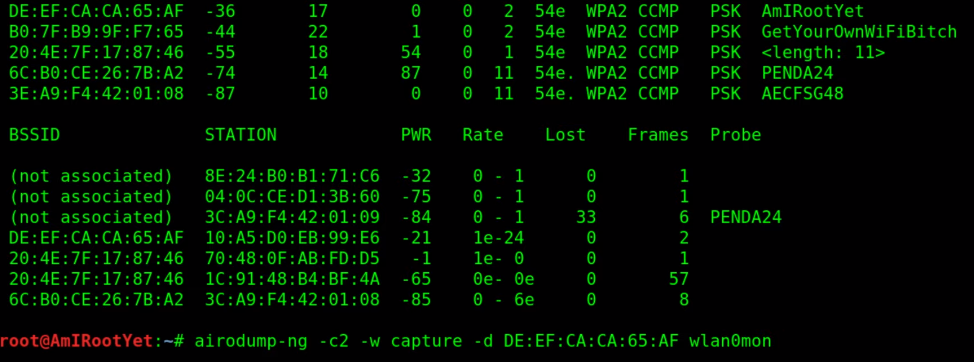 DE:EF:CA:CA:65:AF -36 17 0 0 2 54e WPA2 CCMP PSK AmIRootYet
B0:7F:B9:9F:F7:65 -44 22 1 0 2 54e WPA2 CCMP PSK GetYourOwnWiFiBitch
20:4E:7F:17:87:46 -55 18 54 0 1 54e WPA2 CCMP PSK <length: 11>
6C:B0:CE:26:7B:A2 -74 14 87 0 11 54e. WPA2 CCMP PSK PENDA24
3E:A9:F4:42:01:08 -87 10 0 0 11 54e. WPA2 CCMP PSK AECFSG48
BSSID STATION PWR Rate Lost Frames Probe
(not associated) 8E:24:B0:B1:71:C6 -32 0 - 1 0 1
(not associated) 04:0C:CE:D1:3B:60 -75 0 - 1 0 1
(not associated) 3C:A9:F4:42:01:09 -84 0 - 1 33 6 PENDA24
DE:EF:CA:CA:65:AF 10:A5:D0:EB:99:E6 -21 1e-24 0 2
20:4E:7F:17:87:46 70:48:0F:AB:FD:D5 -1 1e- 0 0 1
20:4E:7F:17:87:46 1C:91:48:B4:BF:4A -65 0e- 0e 0 57
6C:B0:CE:26:7B:A2 3C:A9:F4:42:01:08 -85 0 - 6e 0 8
root@AmIRootYet:~# airodump-ng -c2 -w capture -d DE:EF:CA:CA:65:AF wlan0mon